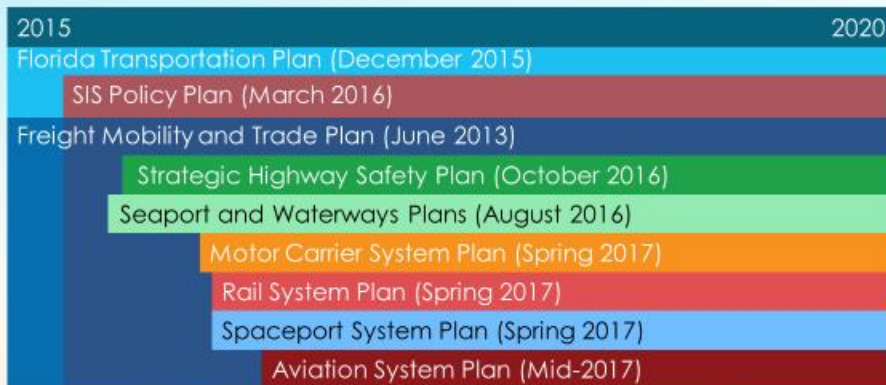 2015 2020
Florida Transportation Plan (December 2015)
SIS Policy Plan (March 2016)
Freight Mobility and Trade Plan (June 2013)
Strategic Highway Safety Plan (October 2016)
Seaport and Waterways Plans (August 2016)
Motor Carrier System Plan (Spring 2017)
Rail System Plan (Spring 2017)
Spaceport System Plan (Spring 2017)
Aviation System Plan (Mid-2017)